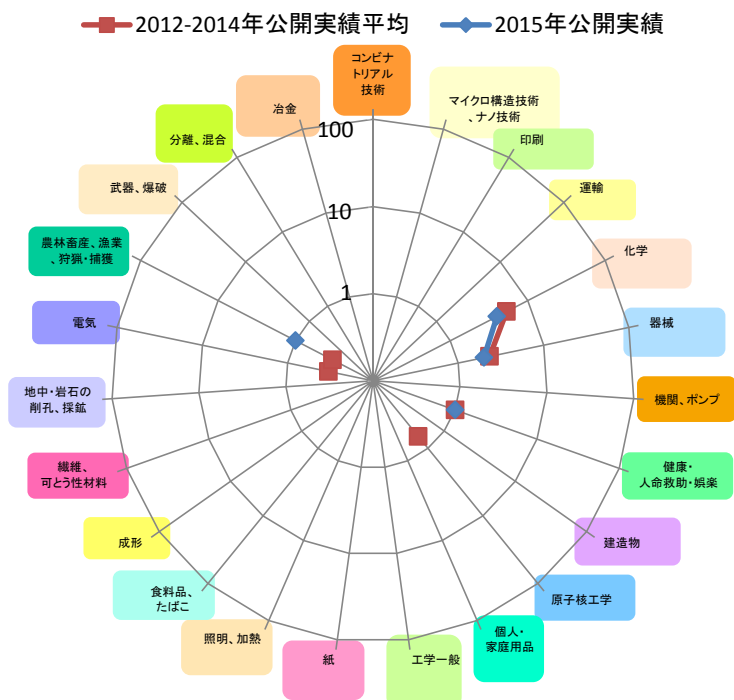 2012-2014年公開実績平均
2015年公開実績
コンビナ
トリアル
技術
マイクロ構造技術
、ナノ技術
印刷
運輸
化学
器械
機関、ポンプ
健康・
人命救助・娯楽
建造物
原子核工学
個人・
家庭用品
工学一般
紙
照明、加熱
食料品、
たばこ
成形
繊維、
可とう性材料
地中・岩石の
削孔、採鉱
電気
農林畜産、漁業
、狩猟・捕獲
武器、爆破
分離、混合
冶金
100
10
1